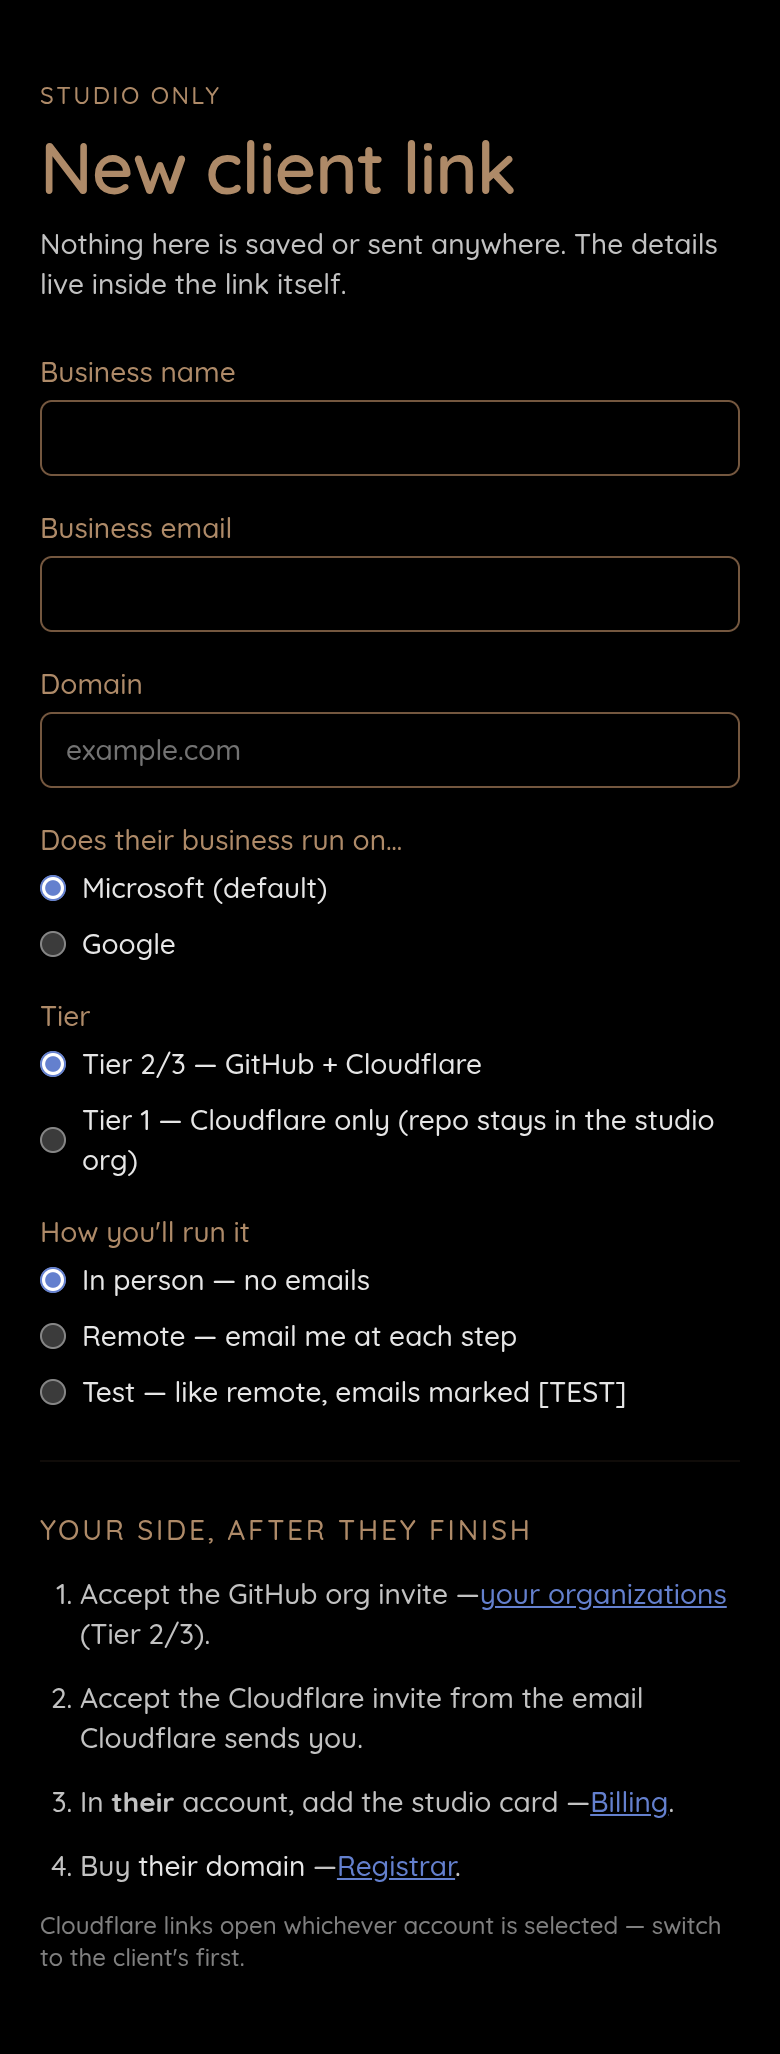 STUDIO ONLY
New client link
Nothing here is saved or sent anywhere. The details
live inside the link itself.
Business name
Business email
Domain
example.com
Does their business run on...
Microsoft (default)
Google
Tier
Tier 2/3 — GitHub + Cloudflare
Tier 1 — Cloudflare only (repo stays in the studio
org)
How you'll run it
In person — no emails
Remote — email me at each step
Test — like remote, emails marked [TEST]
YOUR SIDE, AFTER THEY FINISH
1. Accept the GitHub org invite —your organizations
(Tier 2/3).
2. Accept the Cloudflare invite from the email
Cloudflare sends you.
3. In their account, add the studio card —Billing.
4. Buy their domain —Registrar.
Cloudflare links open whichever account is selected — switch
to the client's first.